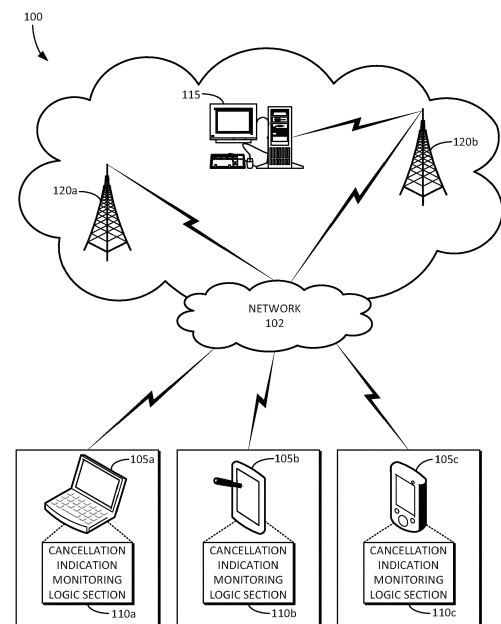 100
115
120b
120a
NETWORK
102
105a
105b
105c
CANCELLATION
INDICATION
MONITORING
LOGIC SECTION
CANCELLATION
INDICATION
MONITORING
LOGIC SECTION
CANCELLATION
INDICATION
MONITORING
LOGIC SECTION
110a
110b
110c